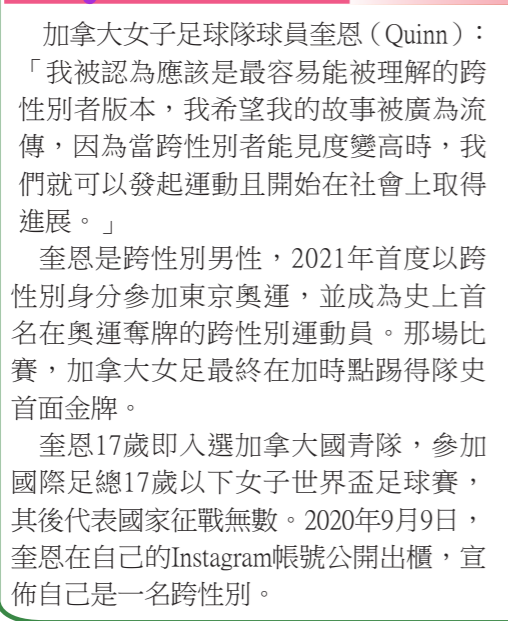 加拿大女子足球隊球員奎恩（Quinn）：
「我被認為應該是最容易能被理解的跨
性別者版本，我希望我的故事被廣為流
傳，因為當跨性別者能見度變高時，我
們就可以發起運動且開始在社會上取得
進展。」
奎恩是跨性別男性，2021年首度以跨
性別身分參加東京奧運，並成為史上首
名在奧運奪牌的跨性別運動員。那場比
賽，加拿大女足最終在加時點踢得隊史
首面金牌。
奎恩17歲即入選加拿大國青隊，參加
國際足總17歲以下女子世界盃足球賽，
其後代表國家征戰無數。2020年9月9日，
奎恩在自己的Instagram帳號公開出櫃，宣
佈自己是一名跨性別。